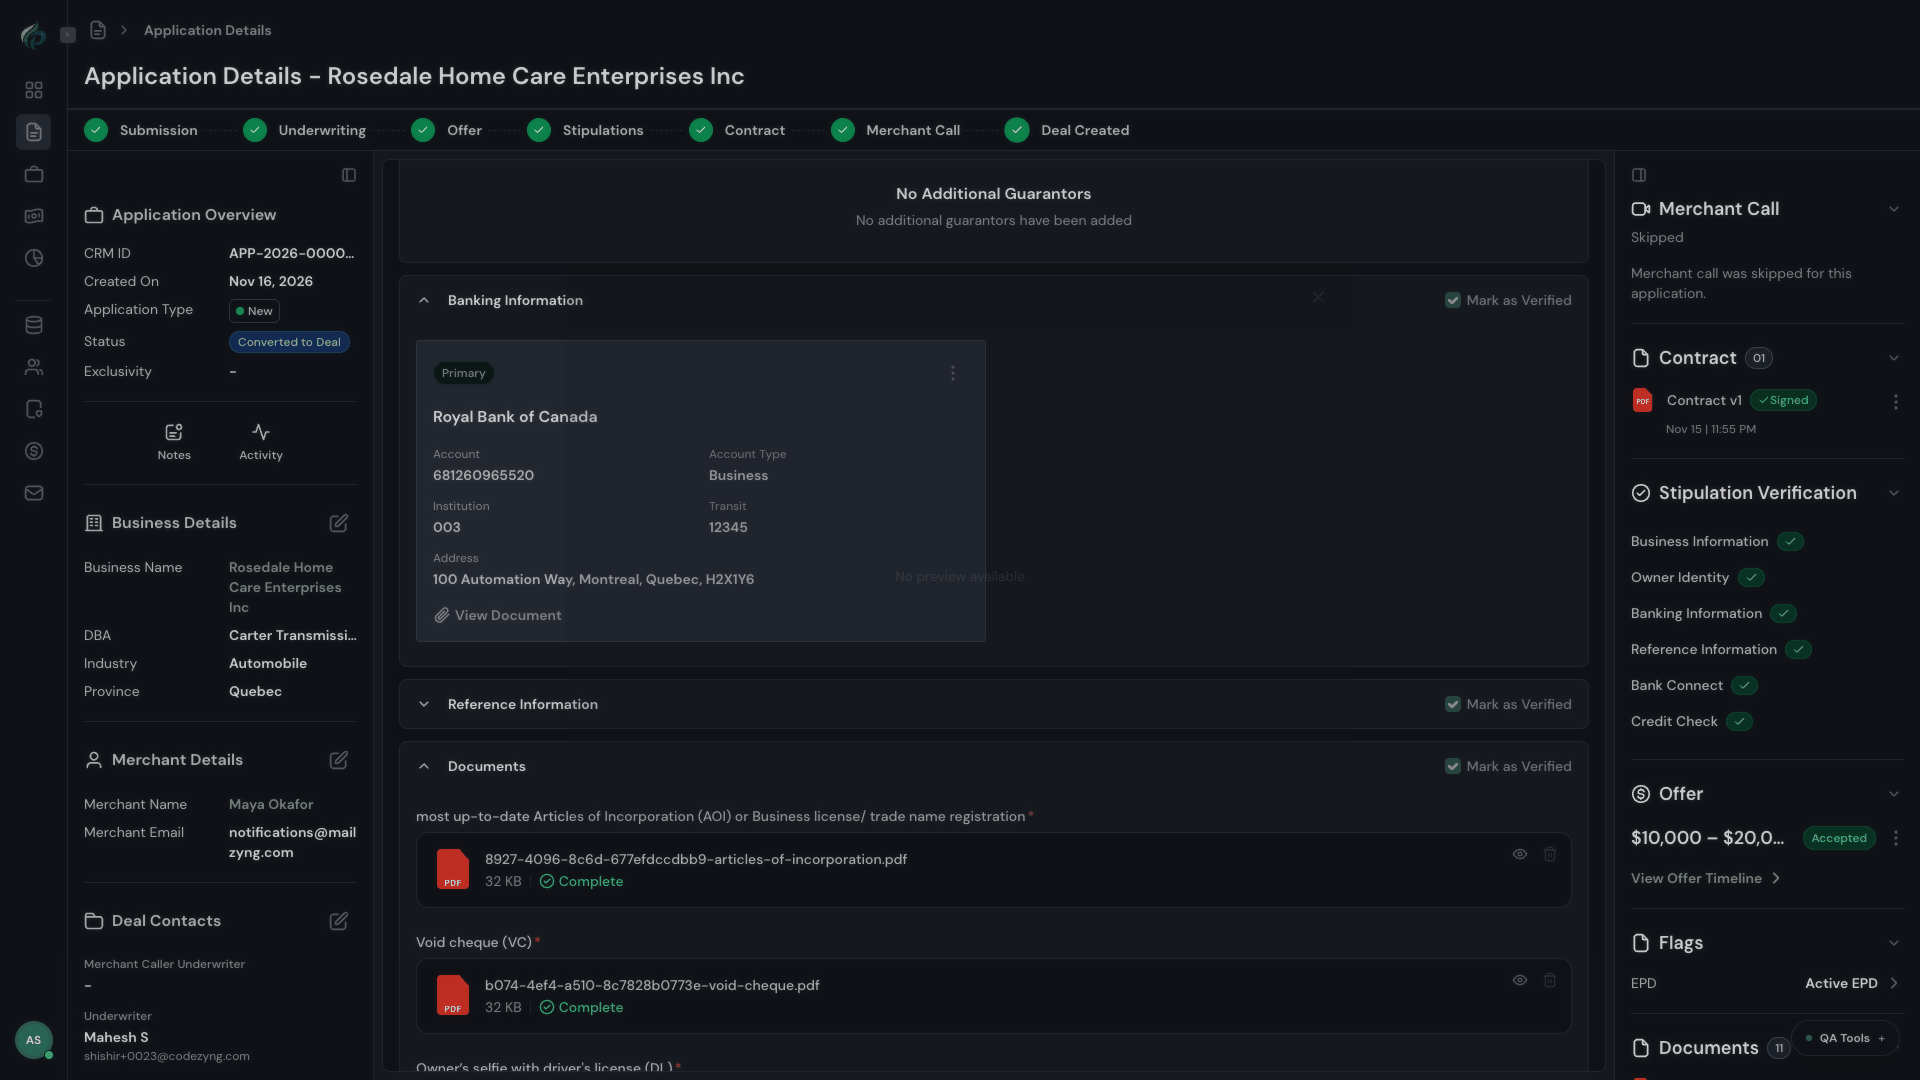 Application Details
Application Details - Rosedale Home Care Enterprises Inc
Submission
Underwriting
Offer
Stipulations
Contract
Merchant Call
Deal Created
Application Overview
CRM ID
APP-2026-0000...
Created On
Nov 16, 2026
Application Type
New
Status
Converted to Deal
Exclusivity
-
Notes
Activity
Business Details
Business Name
Rosedale Home
Care Enterprises
Inc
DBA
Carter Transmissi...
Industry
Automobile
Province
Quebec
Merchant Details
Merchant Name
Maya Okafor
Merchant Email
notifications@mail
zyng.com
Deal Contacts
Merchant Caller Underwriter
-
Underwriter
Mahesh S
shishir+0023@codezyng.com
AS
No Additional Guarantors
No additional guarantors have been added
Banking Information
Mark as Verified
Primary
Royal Bank of Canada
Account
681260965520
Account Type
Business
Institution
003
Transit
12345
Address
100 Automation Way, Montreal, Quebec, H2X1Y6
No preview available
View Document
Reference Information
Mark as Verified
Documents
Mark as Verified
most up-to-date Articles of Incorporation (AOI) or Business license/ trade name registration*
PDF
8927-4096-8c6d-677efdccdbb9-articles-of-incorporation.pdf
32 KB
Complete
Void cheque (VC)*
PDF
b074-4ef4-a510-8c7828b0773e-void-cheque.pdf
32 KB
Complete
Owner's selfie with driver's license (DL)*
Merchant Call
Skipped
Merchant call was skipped for this
application.
Contract
01
PDF
Contract v1
Signed
Nov 15 | 11:55 PM
Stipulation Verification
Business Information
Owner Identity
Banking Information
Reference Information
Bank Connect
Credit Check
Offer
$10,000 – $20,0...
Accepted
View Offer Timeline
Flags
EPD
Active EPD
Documents
11
QA Tools +